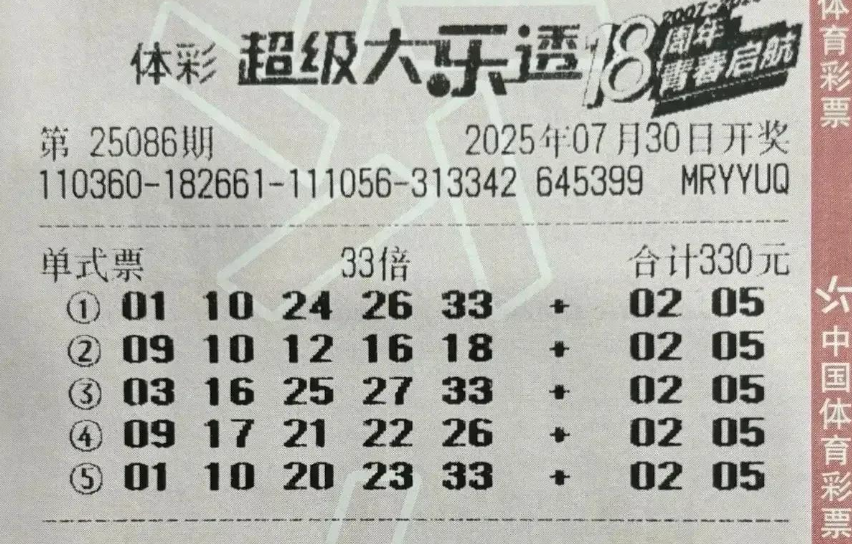 体彩 超级大乐透 18 周年 青春启航
第 25086期 2025年07月30日开奖
110360-182661-111056-313342 645399 MRYYUQ
单式票 33倍 合计330元
① 01 10 24 26 33 + 02 05
② 09 10 12 16 18 + 02 05
③ 03 16 25 27 33 + 02 05
④ 09 17 21 22 26 + 02 05
⑤ 01 10 20 23 33 + 02 05
体育彩票
中国体育彩票